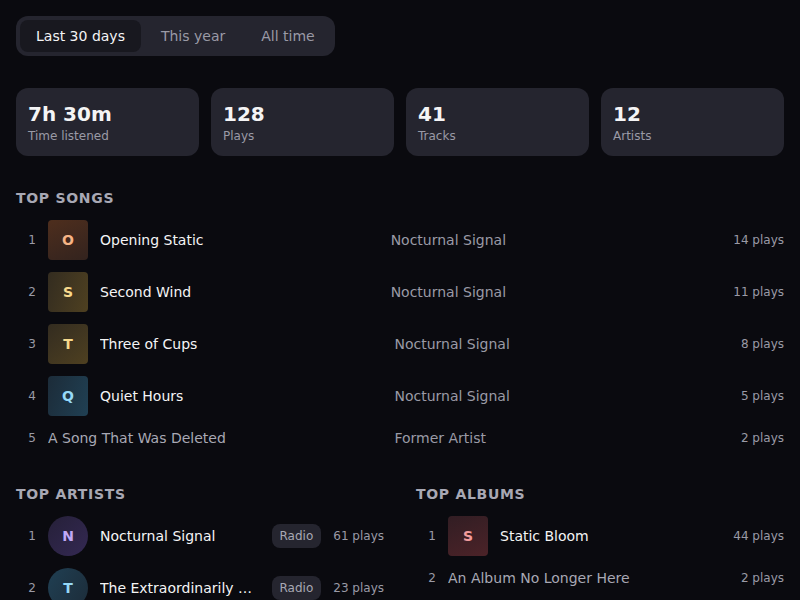 Last 30 days This year All time
7h 30m 128 41 12
Time listened Plays Tracks Artists
TOP SONGS
1 O Opening Static Nocturnal Signal 14 plays
2 S Second Wind Nocturnal Signal 11 plays
3 T Three of Cups Nocturnal Signal 8 plays
4 Q Quiet Hours Nocturnal Signal 5 plays
5 A Song That Was Deleted Former Artist 2 plays
TOP ARTISTS
1 N Nocturnal Signal Radio 61 plays
2 T The Extraordinarily … Radio 23 plays
TOP ALBUMS
1 S Static Bloom 44 plays
2 An Album No Longer Here 2 plays